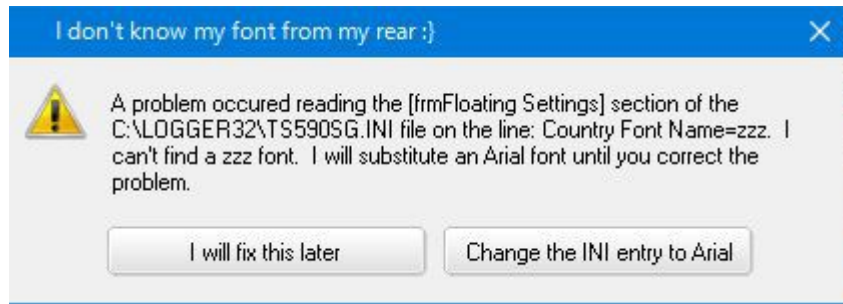 I don't know my font from my rear :}
A problem occured reading the [frmFloating Settings] section of the
C:\LOGGER32\TS590SG.INI file on the line: Country Font Name=zzz. I
can't find a zzz font. I will substitute an Arial font until you correct the
problem.
I will fix this later
Change the INI entry to Arial